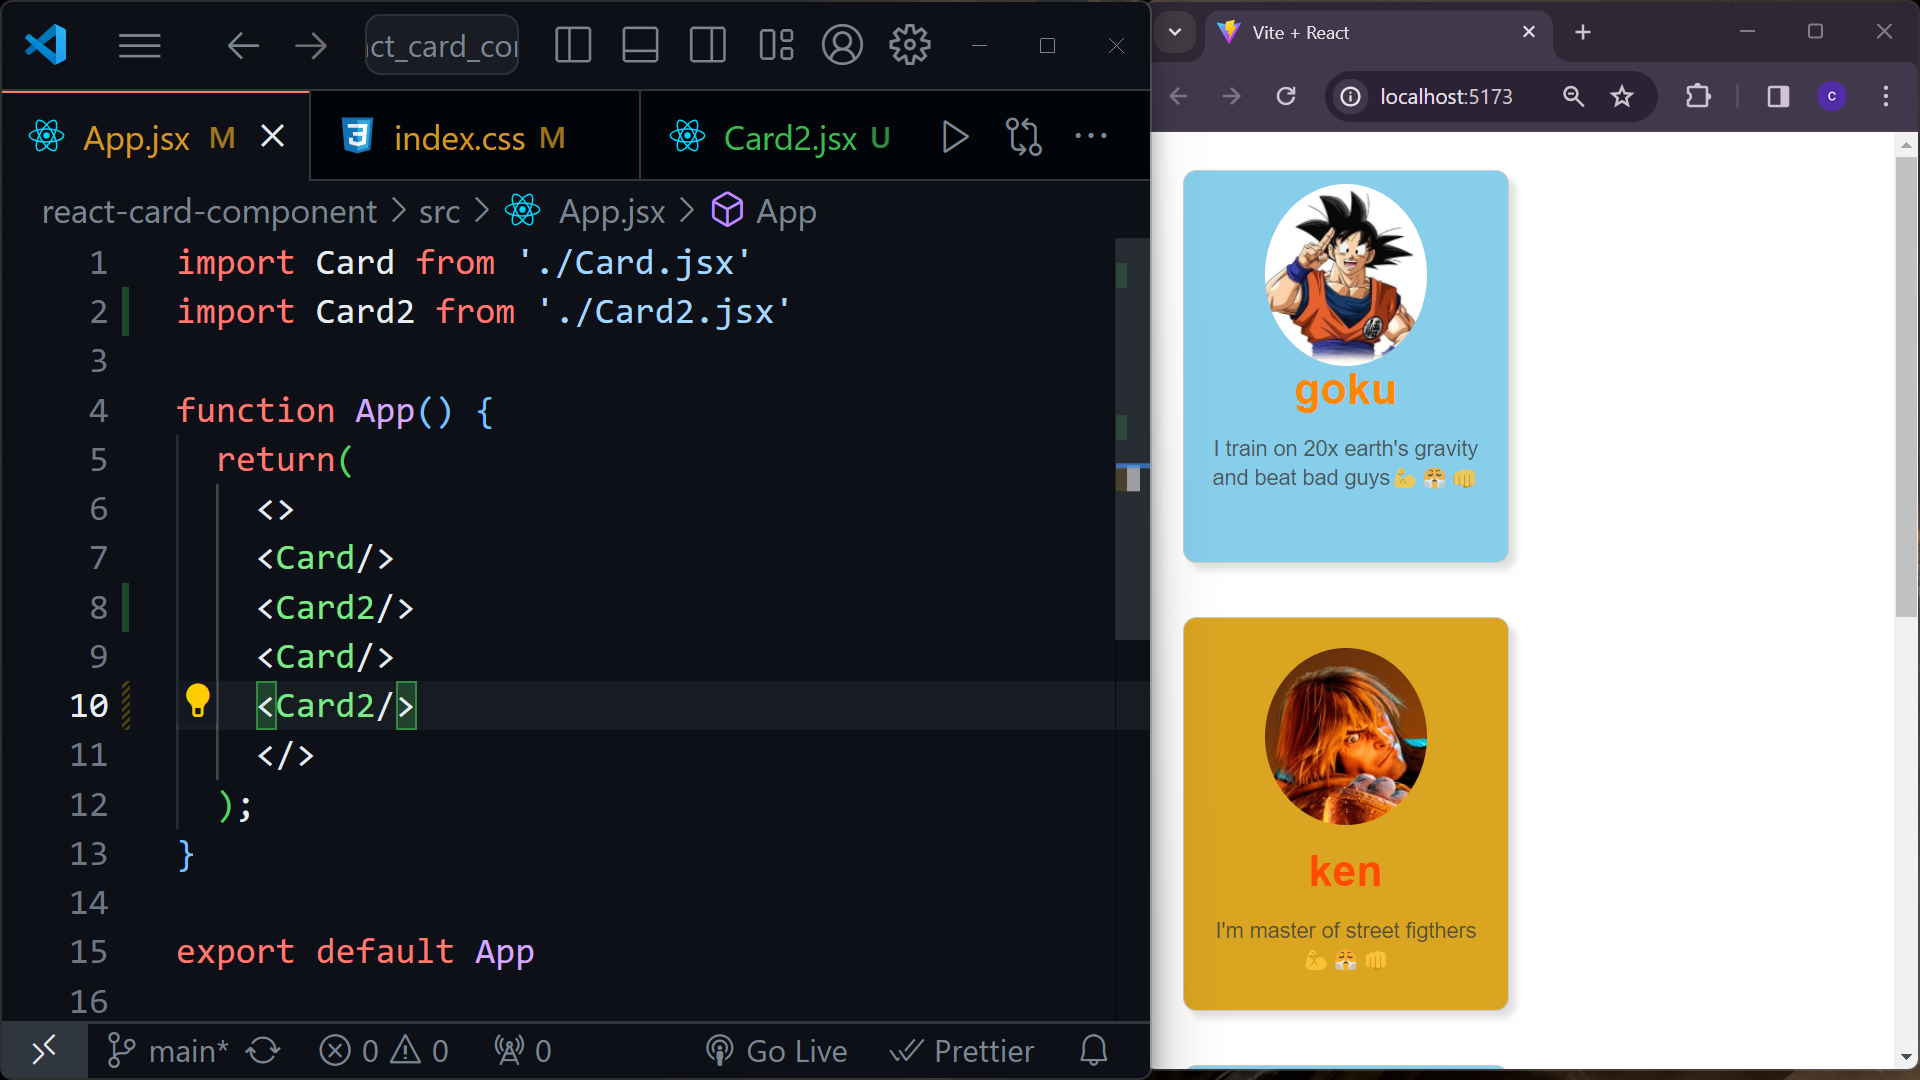 ct_card_co
App.jsx M
index.css M
Card2.jsx U
react-card-component > src > App.jsx > App
1 import Card from './Card.jsx'
2 import Card2 from './Card2.jsx'
3
4 function App() {
5 return(
6 <>
7 <Card/>
8 <Card2/>
9 <Card/>
10 <Card2/>
11 </>
12 );
13 }
14
15 export default App
16
main* 0 0 0 Go Live Prettier
Vite + React
localhost:5173
c
goku
I train on 20x earth's gravity
and beat bad guys💪 😤 👊
ken
I'm master of street figthers
💪 😤 👊